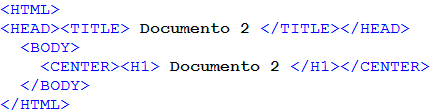 <HTML>
<HEAD><TITLE> Documento 2 </TITLE></HEAD>
<BODY>
<CENTER><H1> Documento 2 </H1></CENTER>
</BODY>
</HTML>